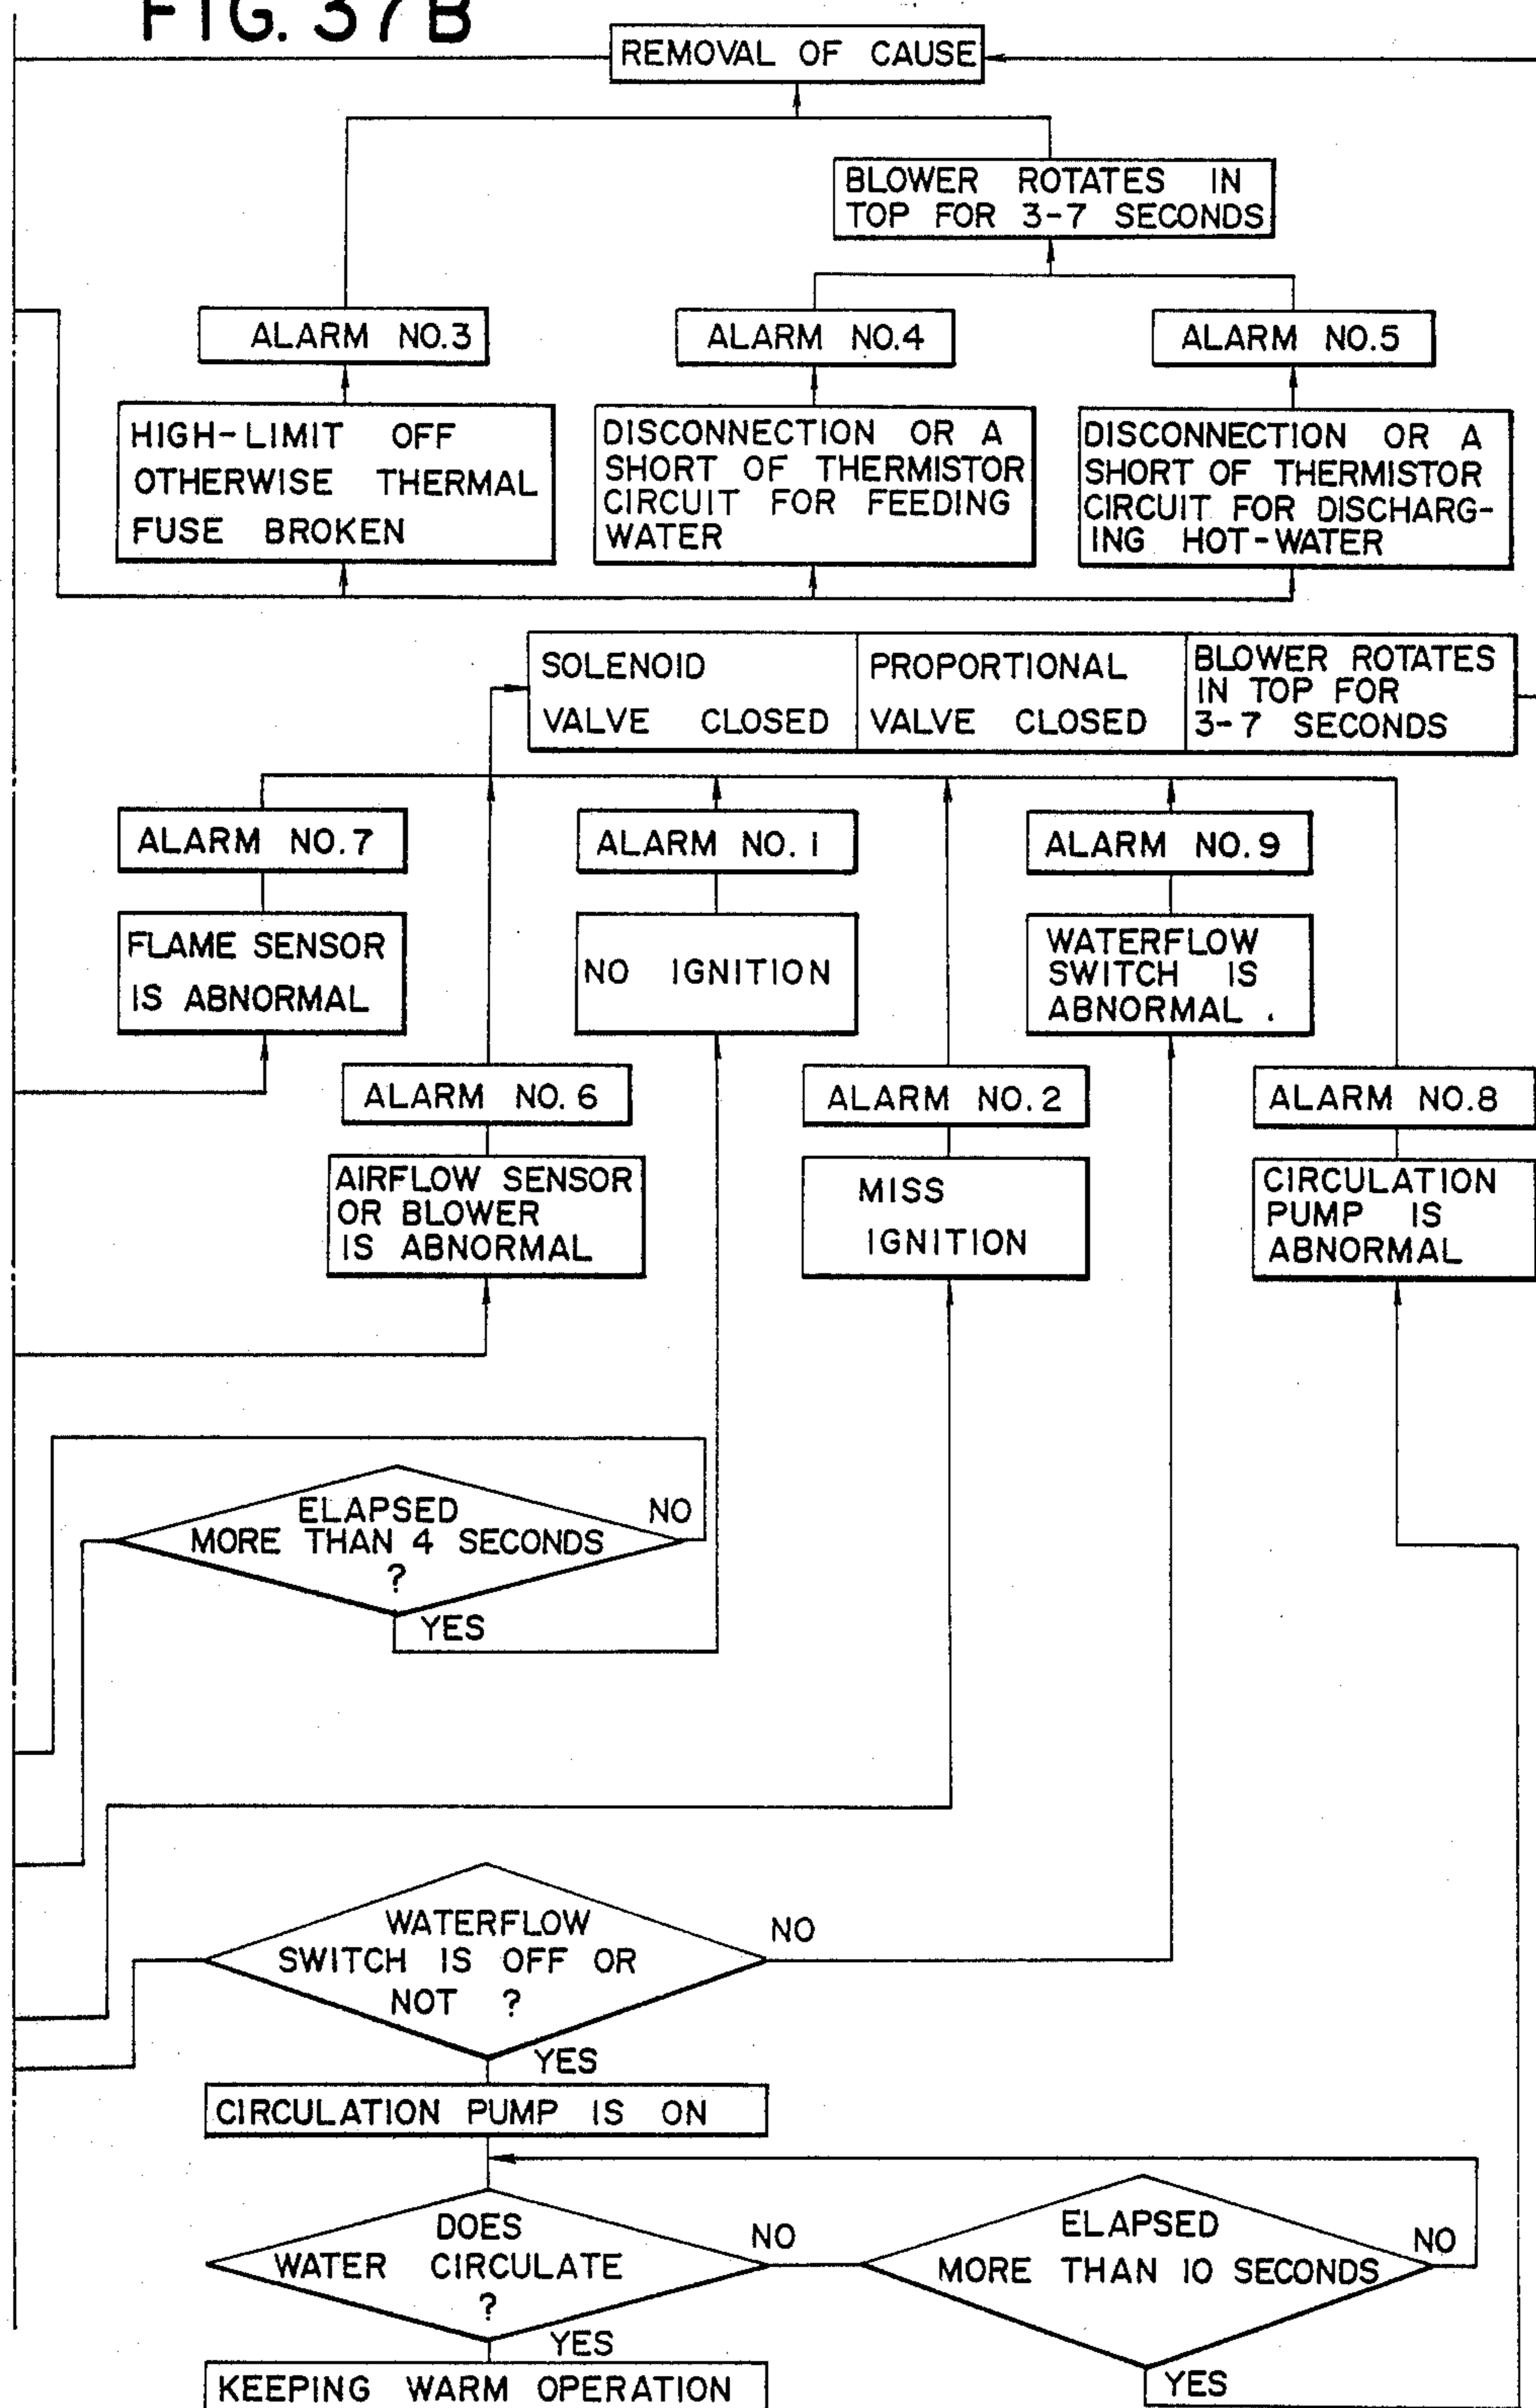 FIG. 37B
REMOVAL OF CAUSE
BLOWER ROTATES IN
TOP FOR 3-7 SECONDS
ALARM NO.3
ALARM NO.4
ALARM NO.5
HIGH-LIMIT OFF
OTHERWISE THERMAL
FUSE BROKEN
DISCONNECTION OR A
SHORT OF THERMISTOR
CIRCUIT FOR FEEDING
WATER
DISCONNECTION OR A
SHORT OF THERMISTOR
CIRCUIT FOR DISCHARG-
ING HOT-WATER
SOLENOID
VALVE CLOSED
PROPORTIONAL
VALVE CLOSED
BLOWER ROTATES
IN TOP FOR
3-7 SECONDS
ALARM NO.7
ALARM NO. 1
ALARM NO. 9
FLAME SENSOR
IS ABNORMAL
NO IGNITION
WATERFLOW
SWITCH IS
ABNORMAL .
ALARM NO. 6
ALARM NO. 2
ALARM NO.8
AIRFLOW SENSOR
OR BLOWER
IS ABNORMAL
MISS
IGNITION
CIRCULATION
PUMP IS
ABNORMAL
ELAPSED
MORE THAN 4 SECONDS
?
NO
YES
WATERFLOW
SWITCH IS OFF OR
NOT ?
NO
YES
CIRCULATION PUMP IS ON
DOES
WATER CIRCULATE
?
NO
YES
ELAPSED
MORE THAN 10 SECONDS
NO
YES
KEEPING WARM OPERATION